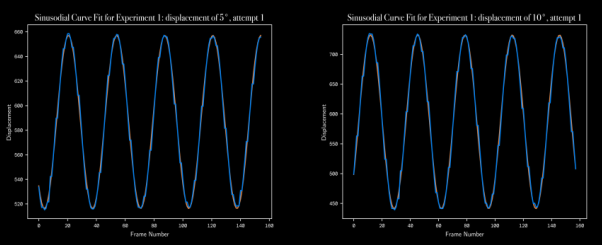 Sinusodial Curve Fit for Experiment 1: displacement of 5°, attempt 1
660
640
620
600
580
560
540
520
Displacement
0 20 40 60 80 100 120 140 160
Frame Number
Sinusodial Curve Fit for Experiment 1: displacement of 10°, attempt 1
700
650
600
550
500
450
Displacement
0 20 40 60 80 100 120 140 160
Frame Number